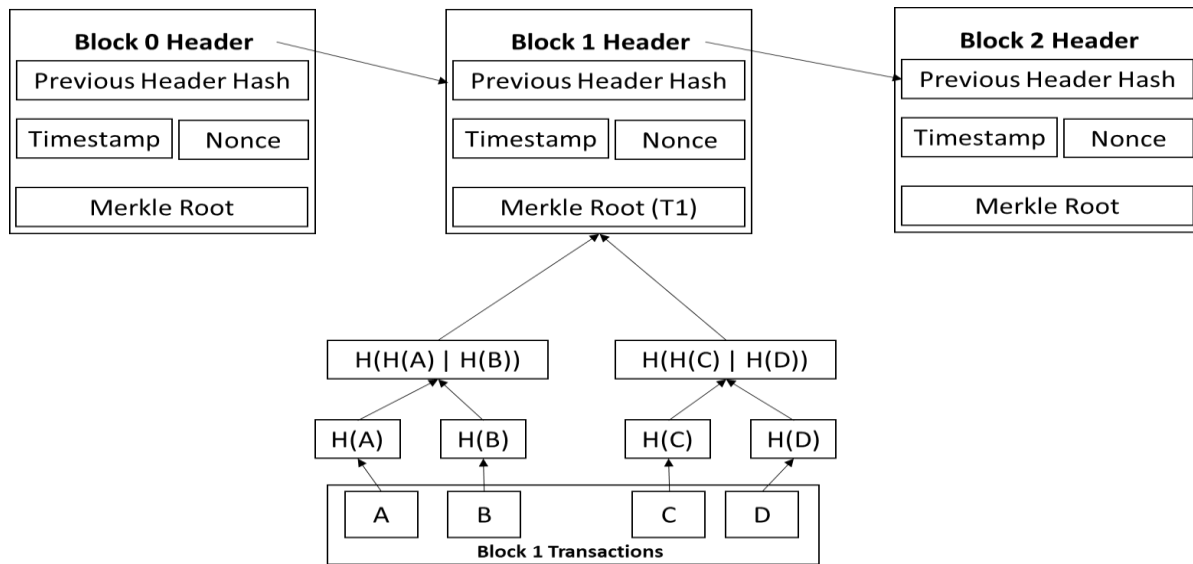 Block 0 Header
Previous Header Hash
Timestamp
Nonce
Merkle Root
Block 1 Header
Previous Header Hash
Timestamp
Nonce
Merkle Root (T1)
Block 2 Header
Previous Header Hash
Timestamp
Nonce
Merkle Root
H(H(A) | H(B))
H(H(C) | H(D))
H(A)
H(B)
H(C)
H(D)
A
B
C
D
Block 1 Transactions